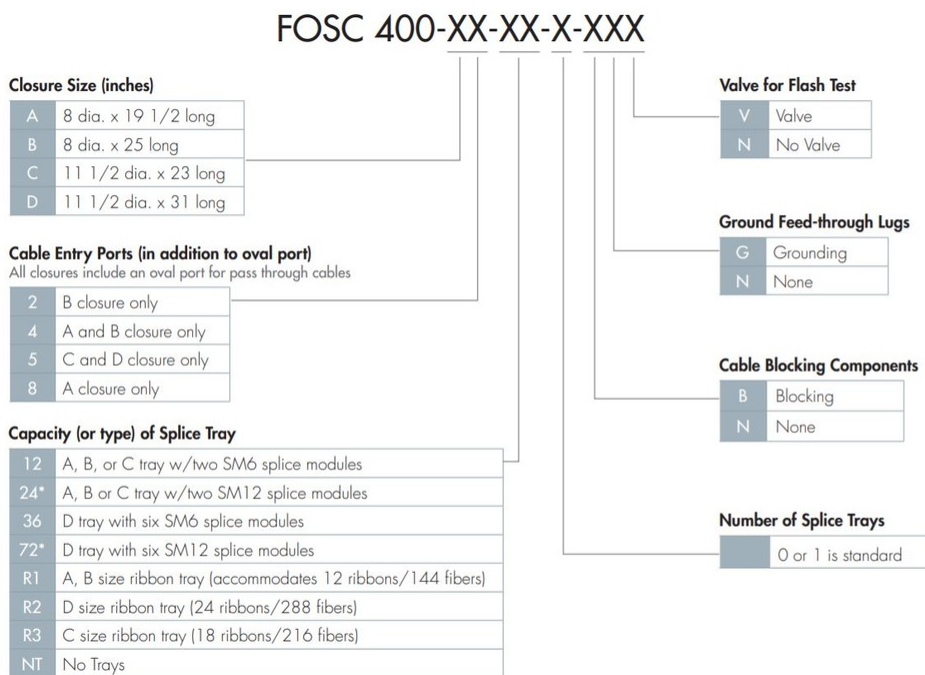 FOSC 400-XX-XX-X-XXX
Closure Size (inches)
A 8 dia. x 19 1/2 long
B 8 dia. x 25 long
C 11 1/2 dia. x 23 long
D 11 1/2 dia. x 31 long
Cable Entry Ports (in addition to oval port)
All closures include an oval port for pass through cables
2 B closure only
4 A and B closure only
5 C and D closure only
8 A closure only
Capacity (or type) of Splice Tray
12 A, B, or C tray w/two SM6 splice modules
24* A, B or C tray w/two SM12 splice modules
36 D tray with six SM6 splice modules
72* D tray with six SM12 splice modules
R1 A, B size ribbon tray (accommodates 12 ribbons/144 fibers)
R2 D size ribbon tray (24 ribbons/288 fibers)
R3 C size ribbon tray (18 ribbons/216 fibers)
NT No Trays
Valve for Flash Test
V Valve
N No Valve
Ground Feed-through Lugs
G Grounding
N None
Cable Blocking Components
B Blocking
N None
Number of Splice Trays
0 or 1 is standard